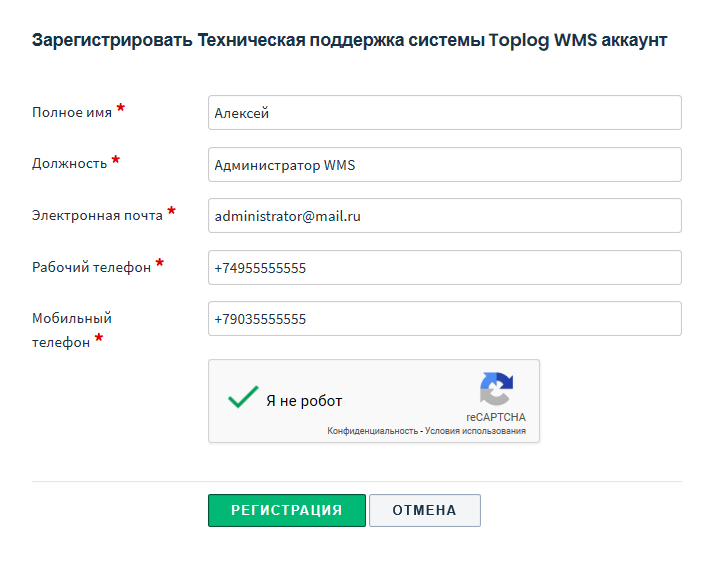 Зарегистрировать Техническая поддержка системы Toplog WMS аккаунт
Полное имя *
Алексей
Должность *
Администратор WMS
Электронная почта *
administrator@mail.ru
Рабочий телефон *
+74955555555
Мобильный
телефон *
+79035555555
Я не робот
reCAPTCHA
Конфиденциальность - Условия использования
РЕГИСТРАЦИЯ
ОТМЕНА